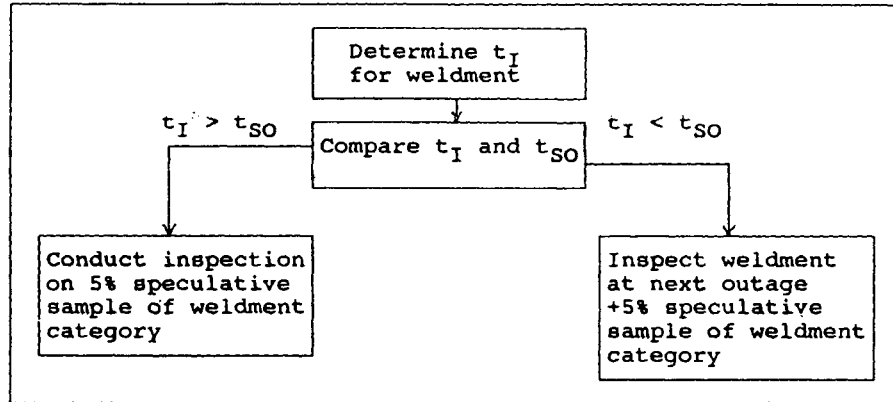 Determine t_I
for weldment
t_I > t_SO
t_I < t_SO
Compare t_I and t_SO
Conduct inspection
on 5% speculative
sample of weldment
category
Inspect weldment
at next outage
+5% speculative
sample of weldment
category